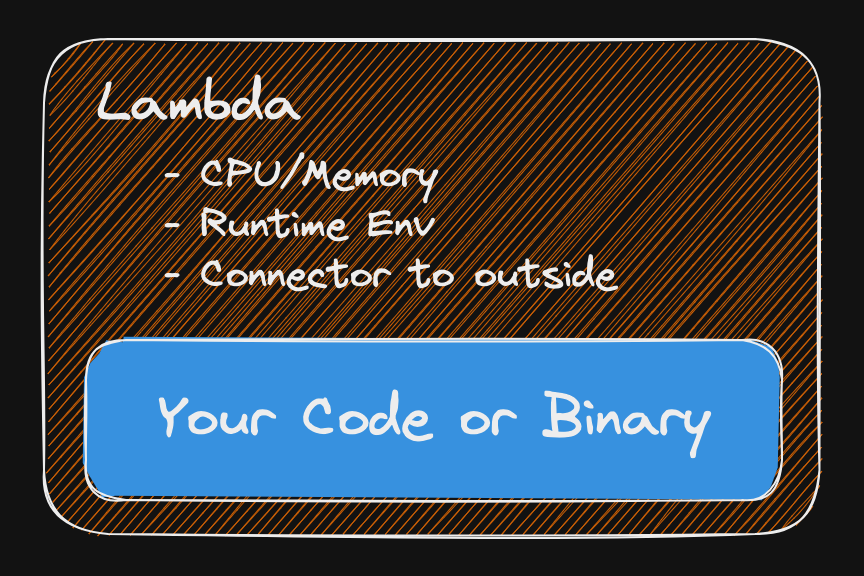 Lambda
- CPU/Memory
- Runtime Env
- Connector to outside
Your Code or Binary